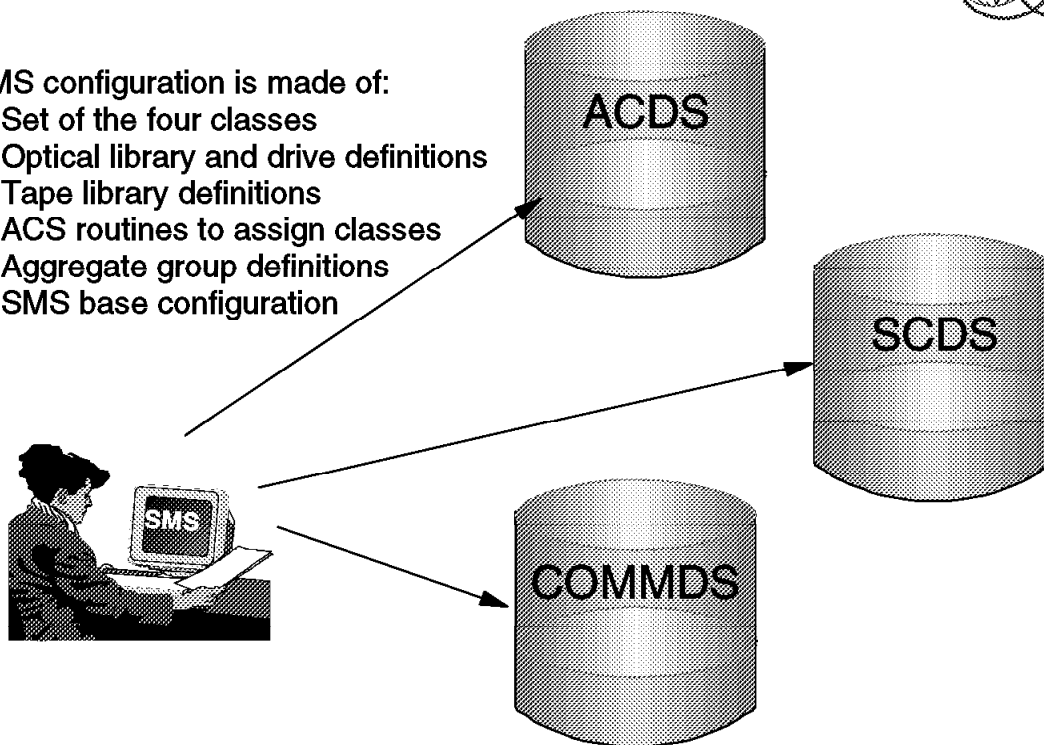 MS configuration is made of:
Set of the four classes
Optical library and drive definitions
Tape library definitions
ACS routines to assign classes
Aggregate group definitions
SMS base configuration
ACDS
SCDS
SMS
COMMDS